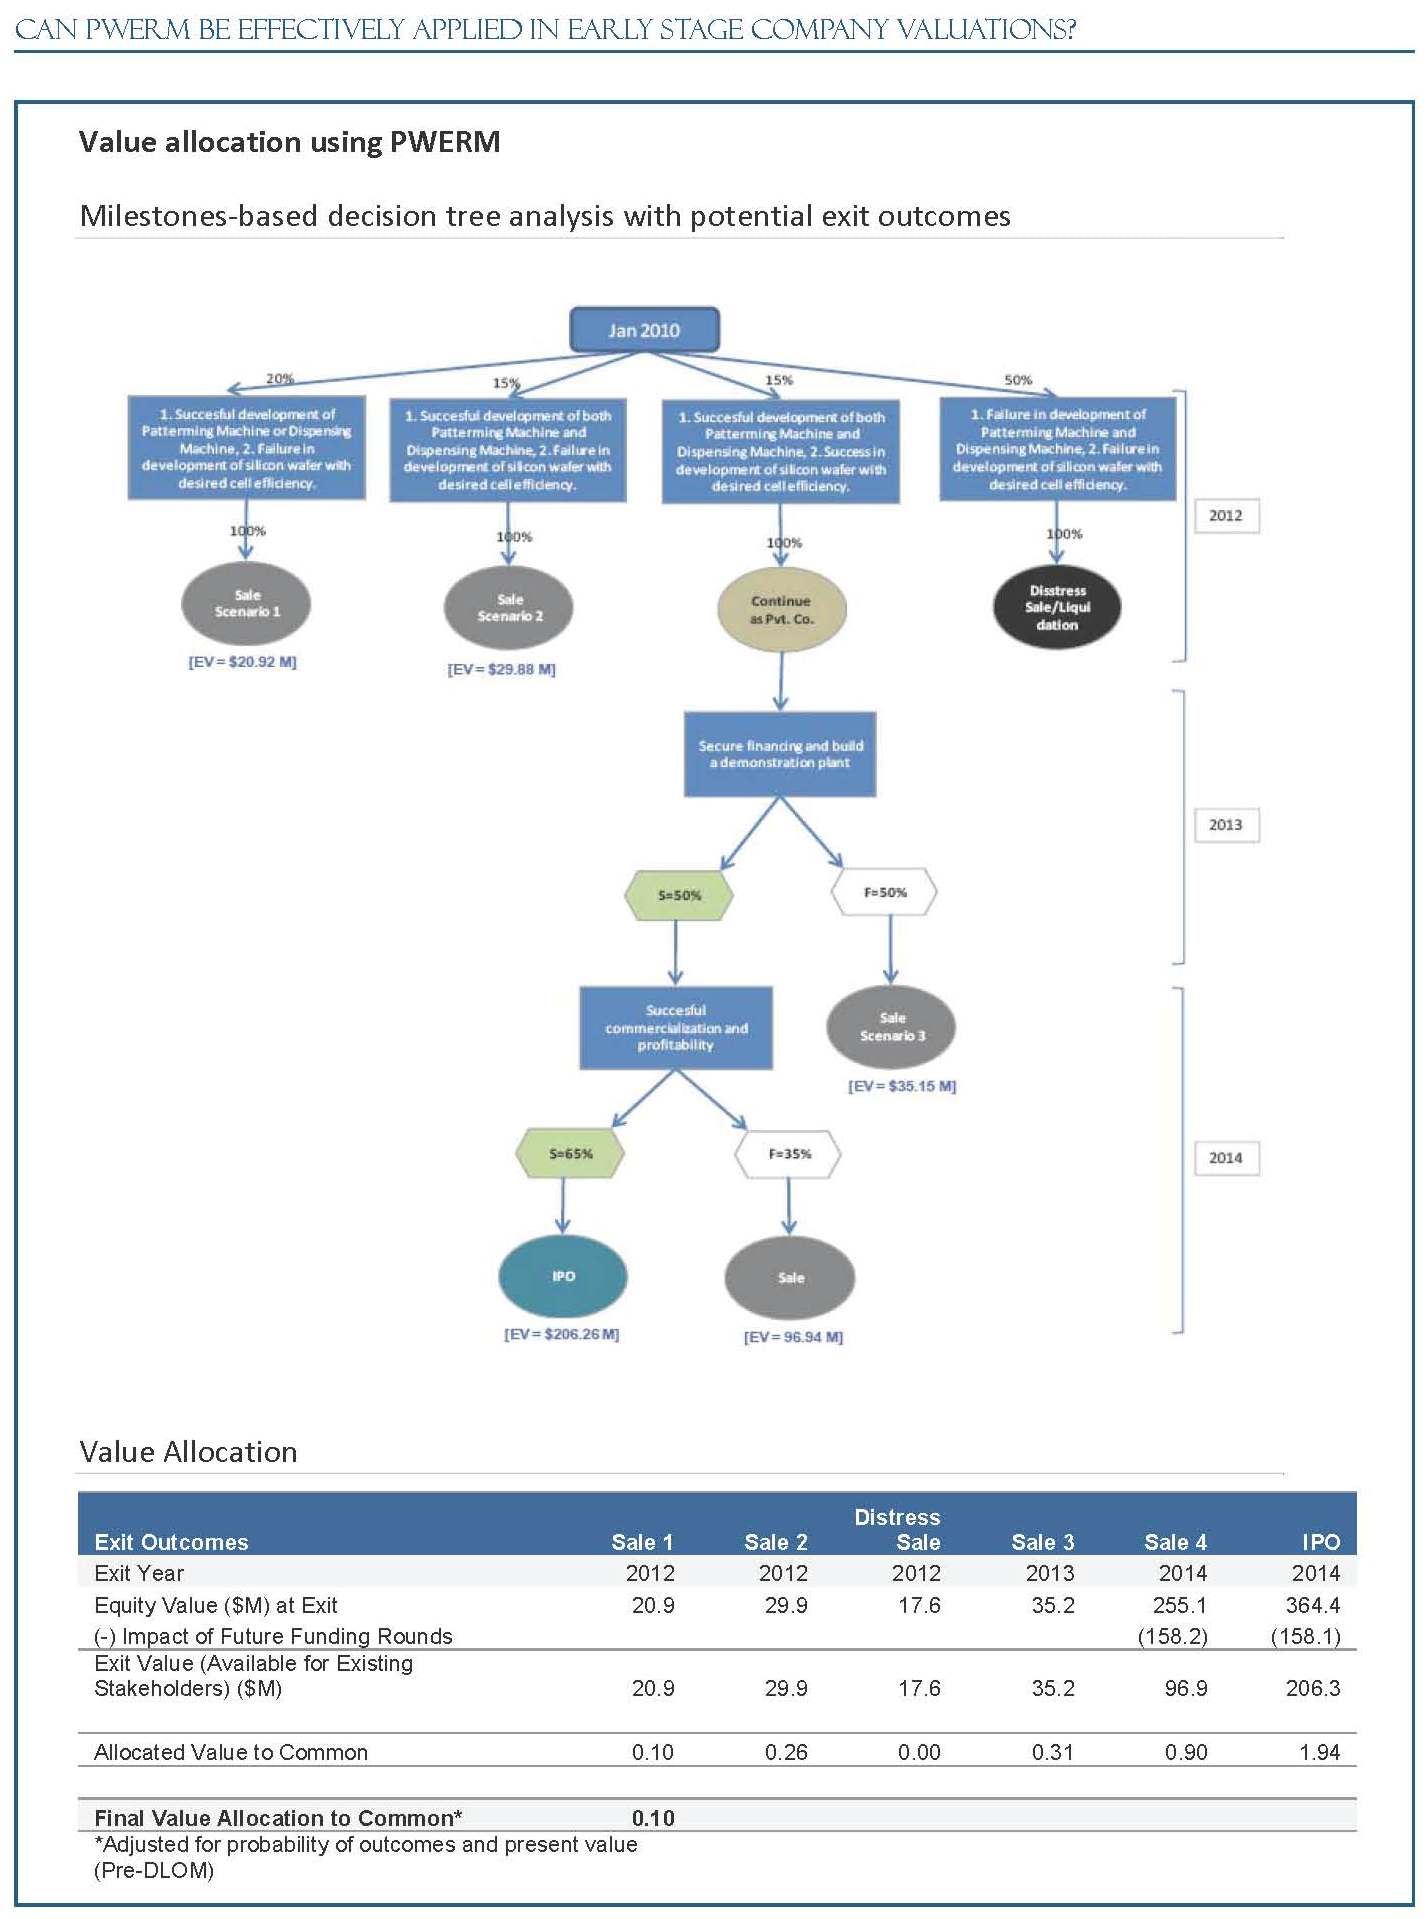 CAN PWERM BE EFFECTIVELY APPLIED IN EARLY STAGE COMPANY VALUATIONS?
Value allocation using PWERM
Milestones-based decision tree analysis with potential exit outcomes
Jan 2010
20%
15%
15%
50%
1. Succesful development of
Patterming Machine or Dispensing
Machine, 2. Failure in
development of silicon wafer with
desired cell efficiency.
1. Succesful development of both
Patterming Machine and
Dispensing Machine, 2. Failure in
development of silicon wafer with
desired cell efficiency.
1. Succesful development of both
Patterming Machine and
Dispensing Machine, 2. Success in
development of silicon wafer with
desired cell efficiency.
1. Failure in development of
Patterming Machine and
Dispensing Machine, 2. Failure in
development of silicon wafer with
desired cell efficiency.
2012
100%
100%
100%
100%
Sale
Scenario 1
Sale
Scenario 2
Continue
as Pvt. Co.
Disstress
Sale/Liqui
dation
[EV = $20.92 M]
[EV = $29.88 M]
Secure financing and build
a demonstration plant
2013
S=50%
F=50%
Succesful
commercialization and
profitability
Sale
Scenario 3
[EV = $35.15 M]
S=65%
F=35%
2014
IPO
Sale
[EV = $206.26 M]
[EV = 96.94 M]
Value Allocation
Exit Outcomes Sale 1 Sale 2 Distress Sale Sale 3 Sale 4 IPO
Exit Year 2012 2012 2012 2013 2014 2014
Equity Value ($M) at Exit 20.9 29.9 17.6 35.2 255.1 364.4
(-) Impact of Future Funding Rounds (158.2) (158.1)
Exit Value (Available for Existing
Stakeholders) ($M) 20.9 29.9 17.6 35.2 96.9 206.3
Allocated Value to Common 0.10 0.26 0.00 0.31 0.90 1.94
Final Value Allocation to Common* 0.10
*Adjusted for probability of outcomes and present value
(Pre-DLOM)